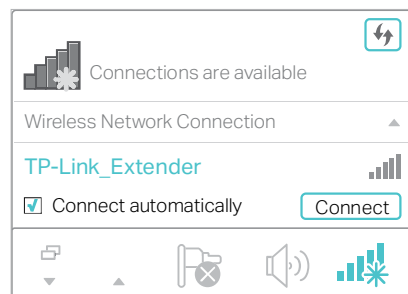 Connections are available
Wireless Network Connection
TP-Link_Extender
Connect automatically
Connect